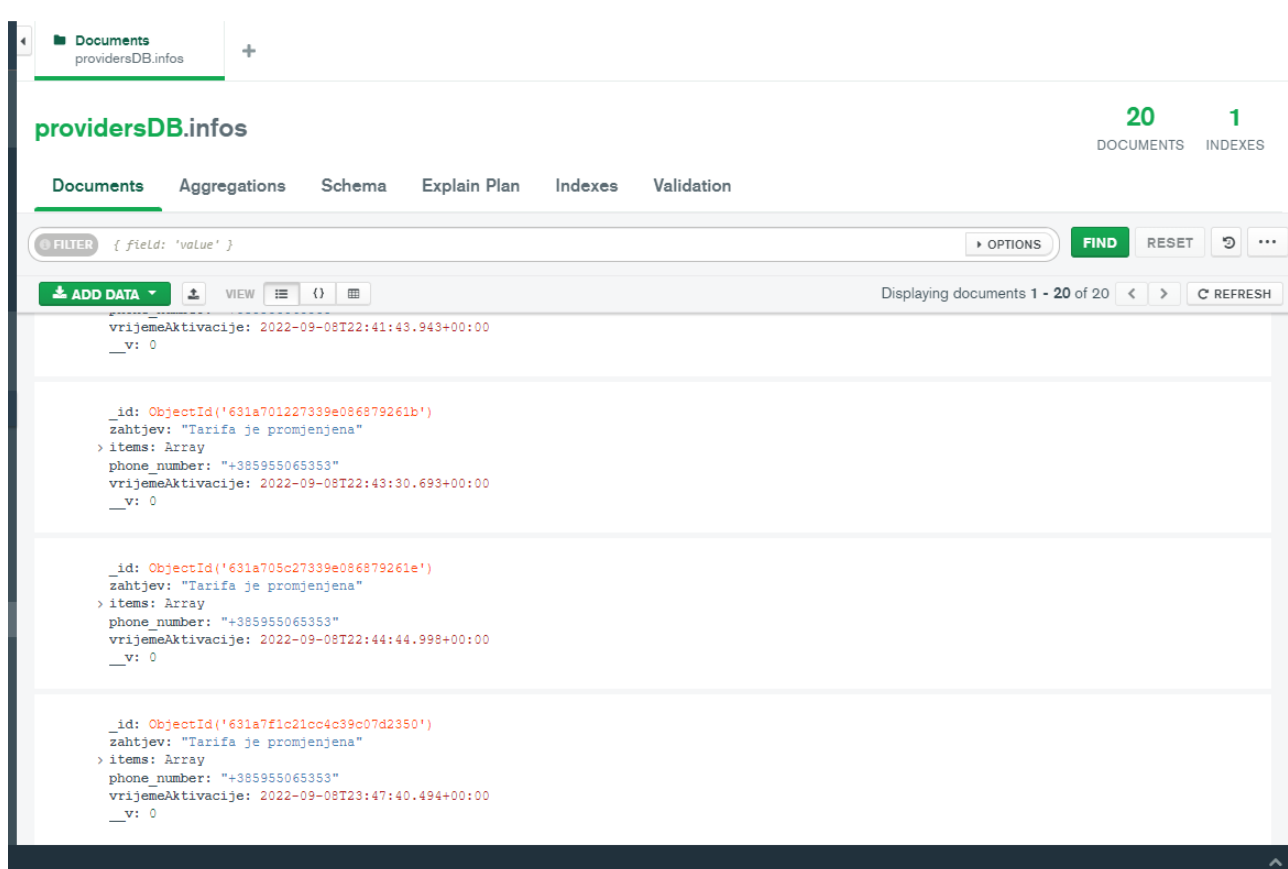 Documents
providersDB.infos
+
providersDB.infos
20
DOCUMENTS
1
INDEXES
Documents Aggregations Schema Explain Plan Indexes Validation
FILTER { field: 'value' } OPTIONS FIND RESET ...
ADD DATA VIEW {} Displaying documents 1 - 20 of 20 < > REFRESH
vrijemeAktivacije: 2022-09-08T22:41:43.943+00:00
__v: 0
_id: ObjectId('631a701227339e086879261b')
zahtjev: "Tarifa je promjenjena"
> items: Array
phone_number: "+385955065353"
vrijemeAktivacije: 2022-09-08T22:43:30.693+00:00
__v: 0
_id: ObjectId('631a705c27339e086879261e')
zahtjev: "Tarifa je promjenjena"
> items: Array
phone_number: "+385955065353"
vrijemeAktivacije: 2022-09-08T22:44:44.998+00:00
__v: 0
_id: ObjectId('631a7f1c21cc4c39c07d2350')
zahtjev: "Tarifa je promjenjena"
> items: Array
phone_number: "+385955065353"
vrijemeAktivacije: 2022-09-08T23:47:40.494+00:00
__v: 0